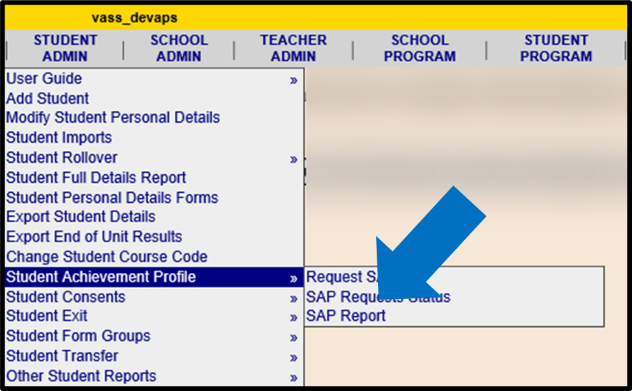 vass_devaps
STUDENT ADMIN | SCHOOL ADMIN | TEACHER ADMIN | SCHOOL PROGRAM | STUDENT PROGRAM
User Guide »
Add Student
Modify Student Personal Details
Student Imports
Student Rollover »
Student Full Details Report
Student Personal Details Forms
Export Student Details
Export End of Unit Results
Change Student Course Code
Student Achievement Profile » Request
Student Consents » SAP Requests Status
Student Exit » SAP Report
Student Form Groups »
Student Transfer »
Other Student Reports »